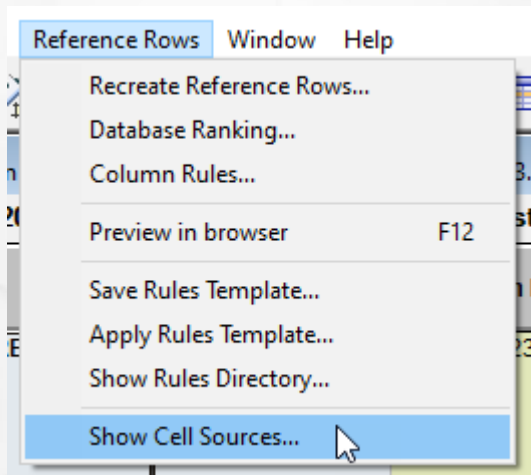 Reference Rows Window Help
Recreate Reference Rows...
Database Ranking...
Column Rules...
Preview in browser F12
Save Rules Template...
Apply Rules Template...
Show Rules Directory...
Show Cell Sources...